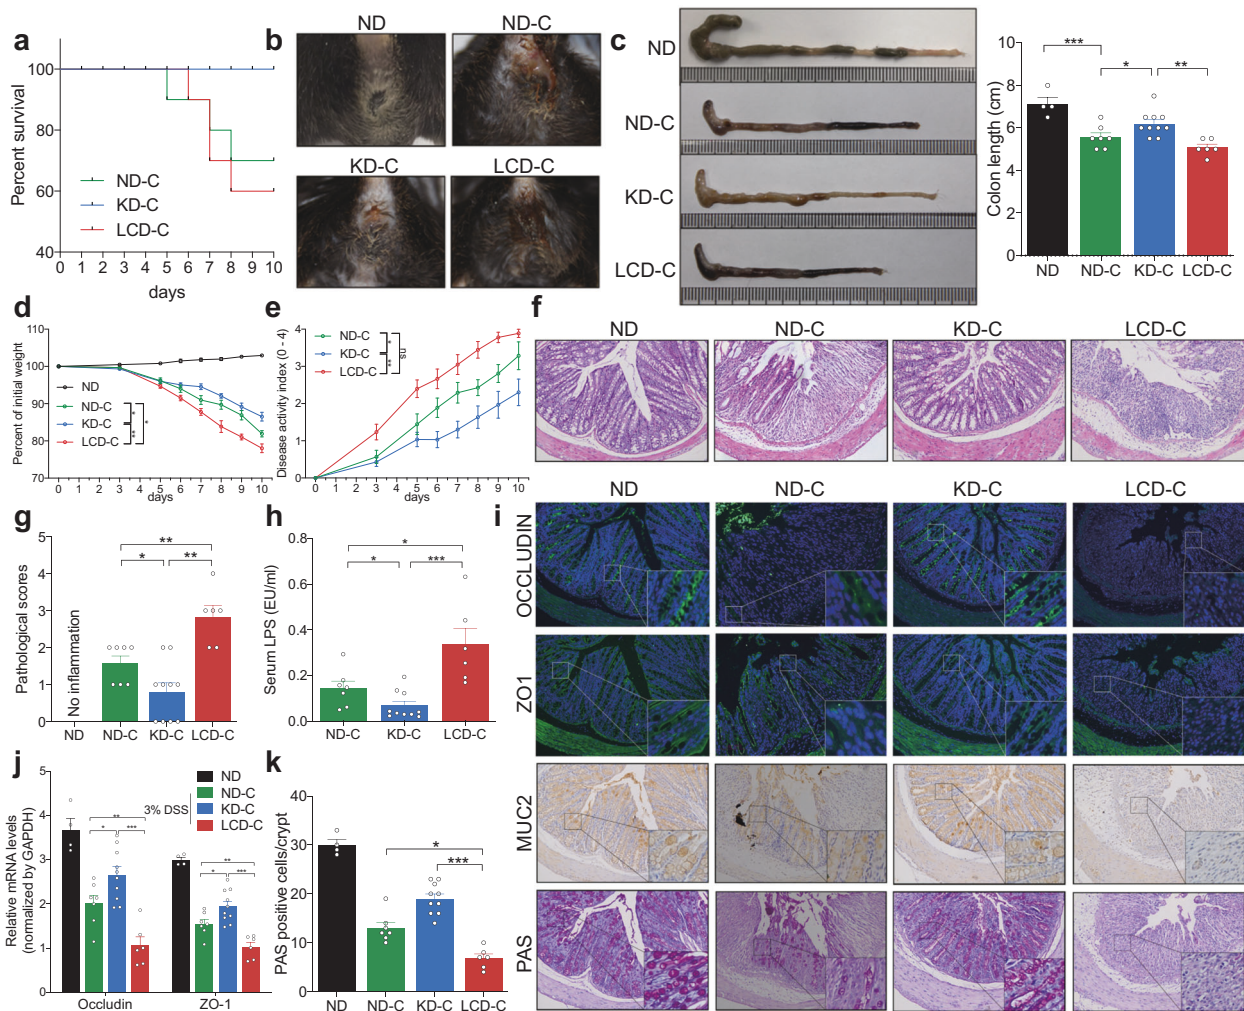 a
Percent survival
100
80
60
40
ND-C
KD-C
LCD-C
0 1 2 3 4 5 6 7 8 9 10
days
b
ND
ND-C
KD-C
LCD-C
c
ND
ND-C
KD-C
LCD-C
Colon length (cm)
10
8
6
4
2
0
***
*
**
ND ND-C KD-C LCD-C
d
Percent of initial weight
110
100
90
80
70
ND
ND-C
KD-C
LCD-C
*
**
*
0 1 2 3 4 5 6 7 8 9 10
days
e
Disease activity index (0 - 4)
4
3
2
1
0
ND-C
KD-C
LCD-C
*
**
ns
0 1 2 3 4 5 6 7 8 9 10
days
f
ND ND-C KD-C LCD-C
g
Pathological scores
5
4
3
2
1
0
No inflammation
**
*
**
ND ND-C KD-C LCD-C
h
Serum LPS (EU/ml)
0.8
0.6
0.4
0.2
0.0
*
*
***
ND-C KD-C LCD-C
i
ND ND-C KD-C LCD-C
OCCLUDIN
ZO1
MUC2
PAS
j
Relative mRNA levels
(normalized by GAPDH)
5
4
3
2
1
0
ND
ND-C
KD-C
LCD-C
3% DSS
**
*
***
**
*
***
Occludin ZO-1
k
PAS positive cells/crypt
40
30
20
10
0
*
***
ND ND-C KD-C LCD-C